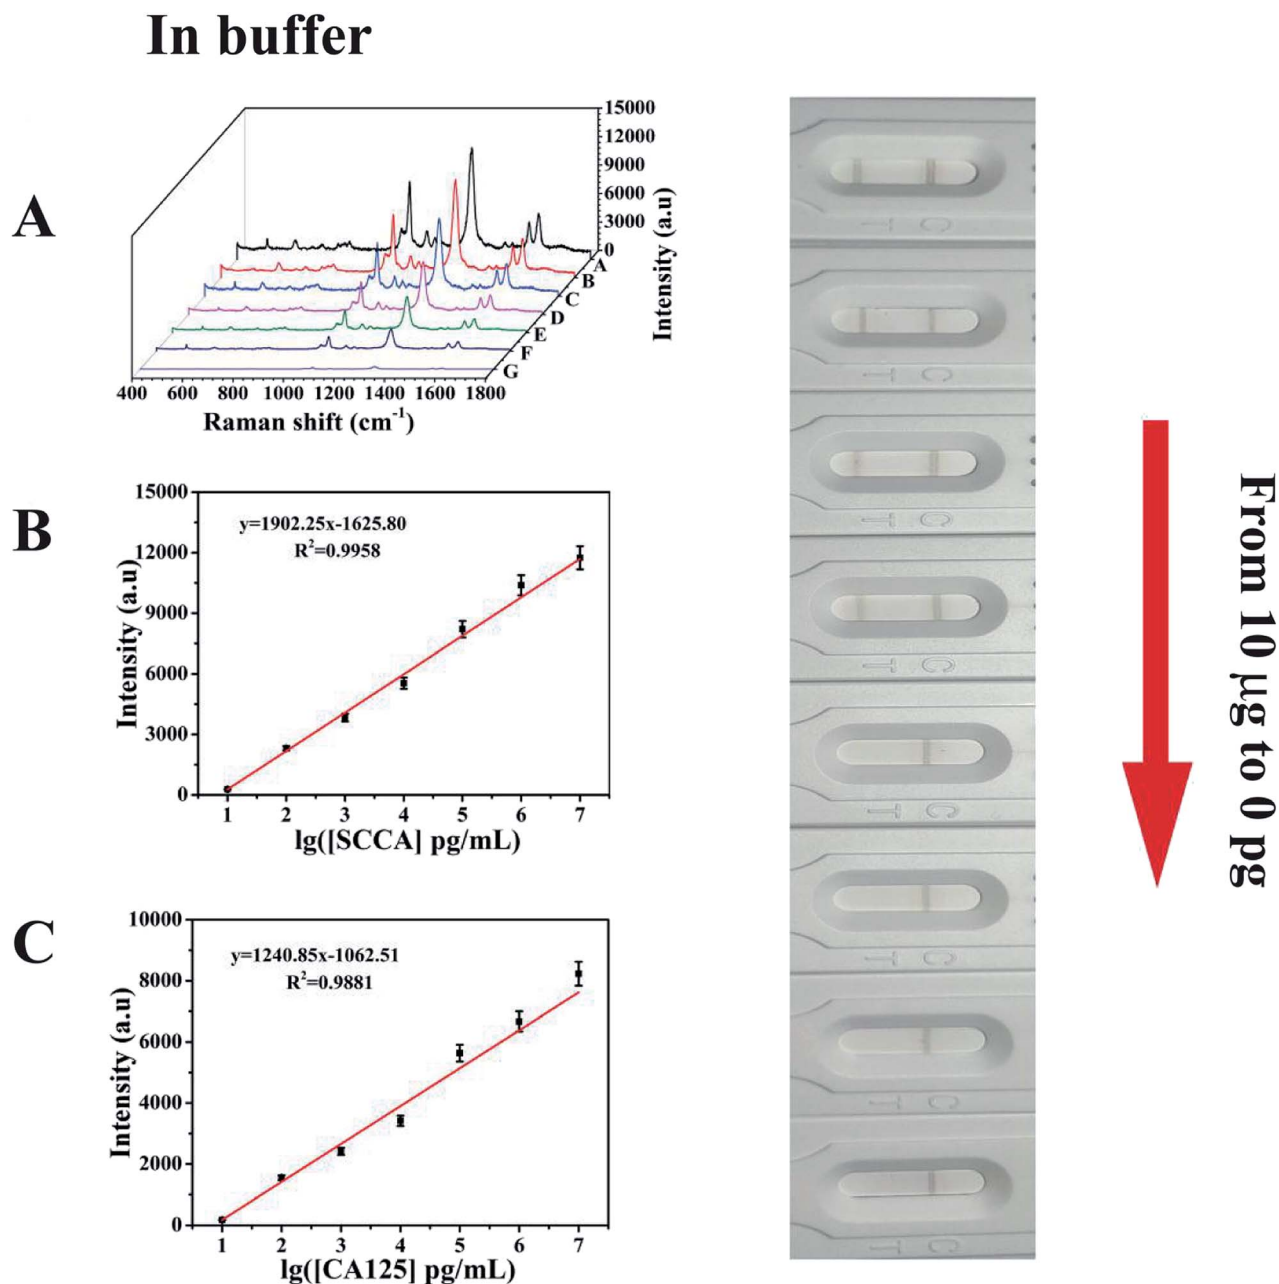 In buffer
A
15000
12000
9000
6000
3000
0
Intensity (a.u)
A
B
C
D
E
F
G
400 600 800 1000 1200 1400 1600 1800
Raman shift (cm⁻¹)
B
15000
12000
9000
6000
3000
0
Intensity (a.u)
y=1902.25x-1625.80
R²=0.9958
1 2 3 4 5 6 7
lg([SCCA] pg/mL)
C
10000
8000
6000
4000
2000
0
Intensity (a.u)
y=1240.85x-1062.51
R²=0.9881
1 2 3 4 5 6 7
lg([CA125] pg/mL)
T C
T C
T C
T C
T C
T C
T C
T C
From 10 μg to 0 pg